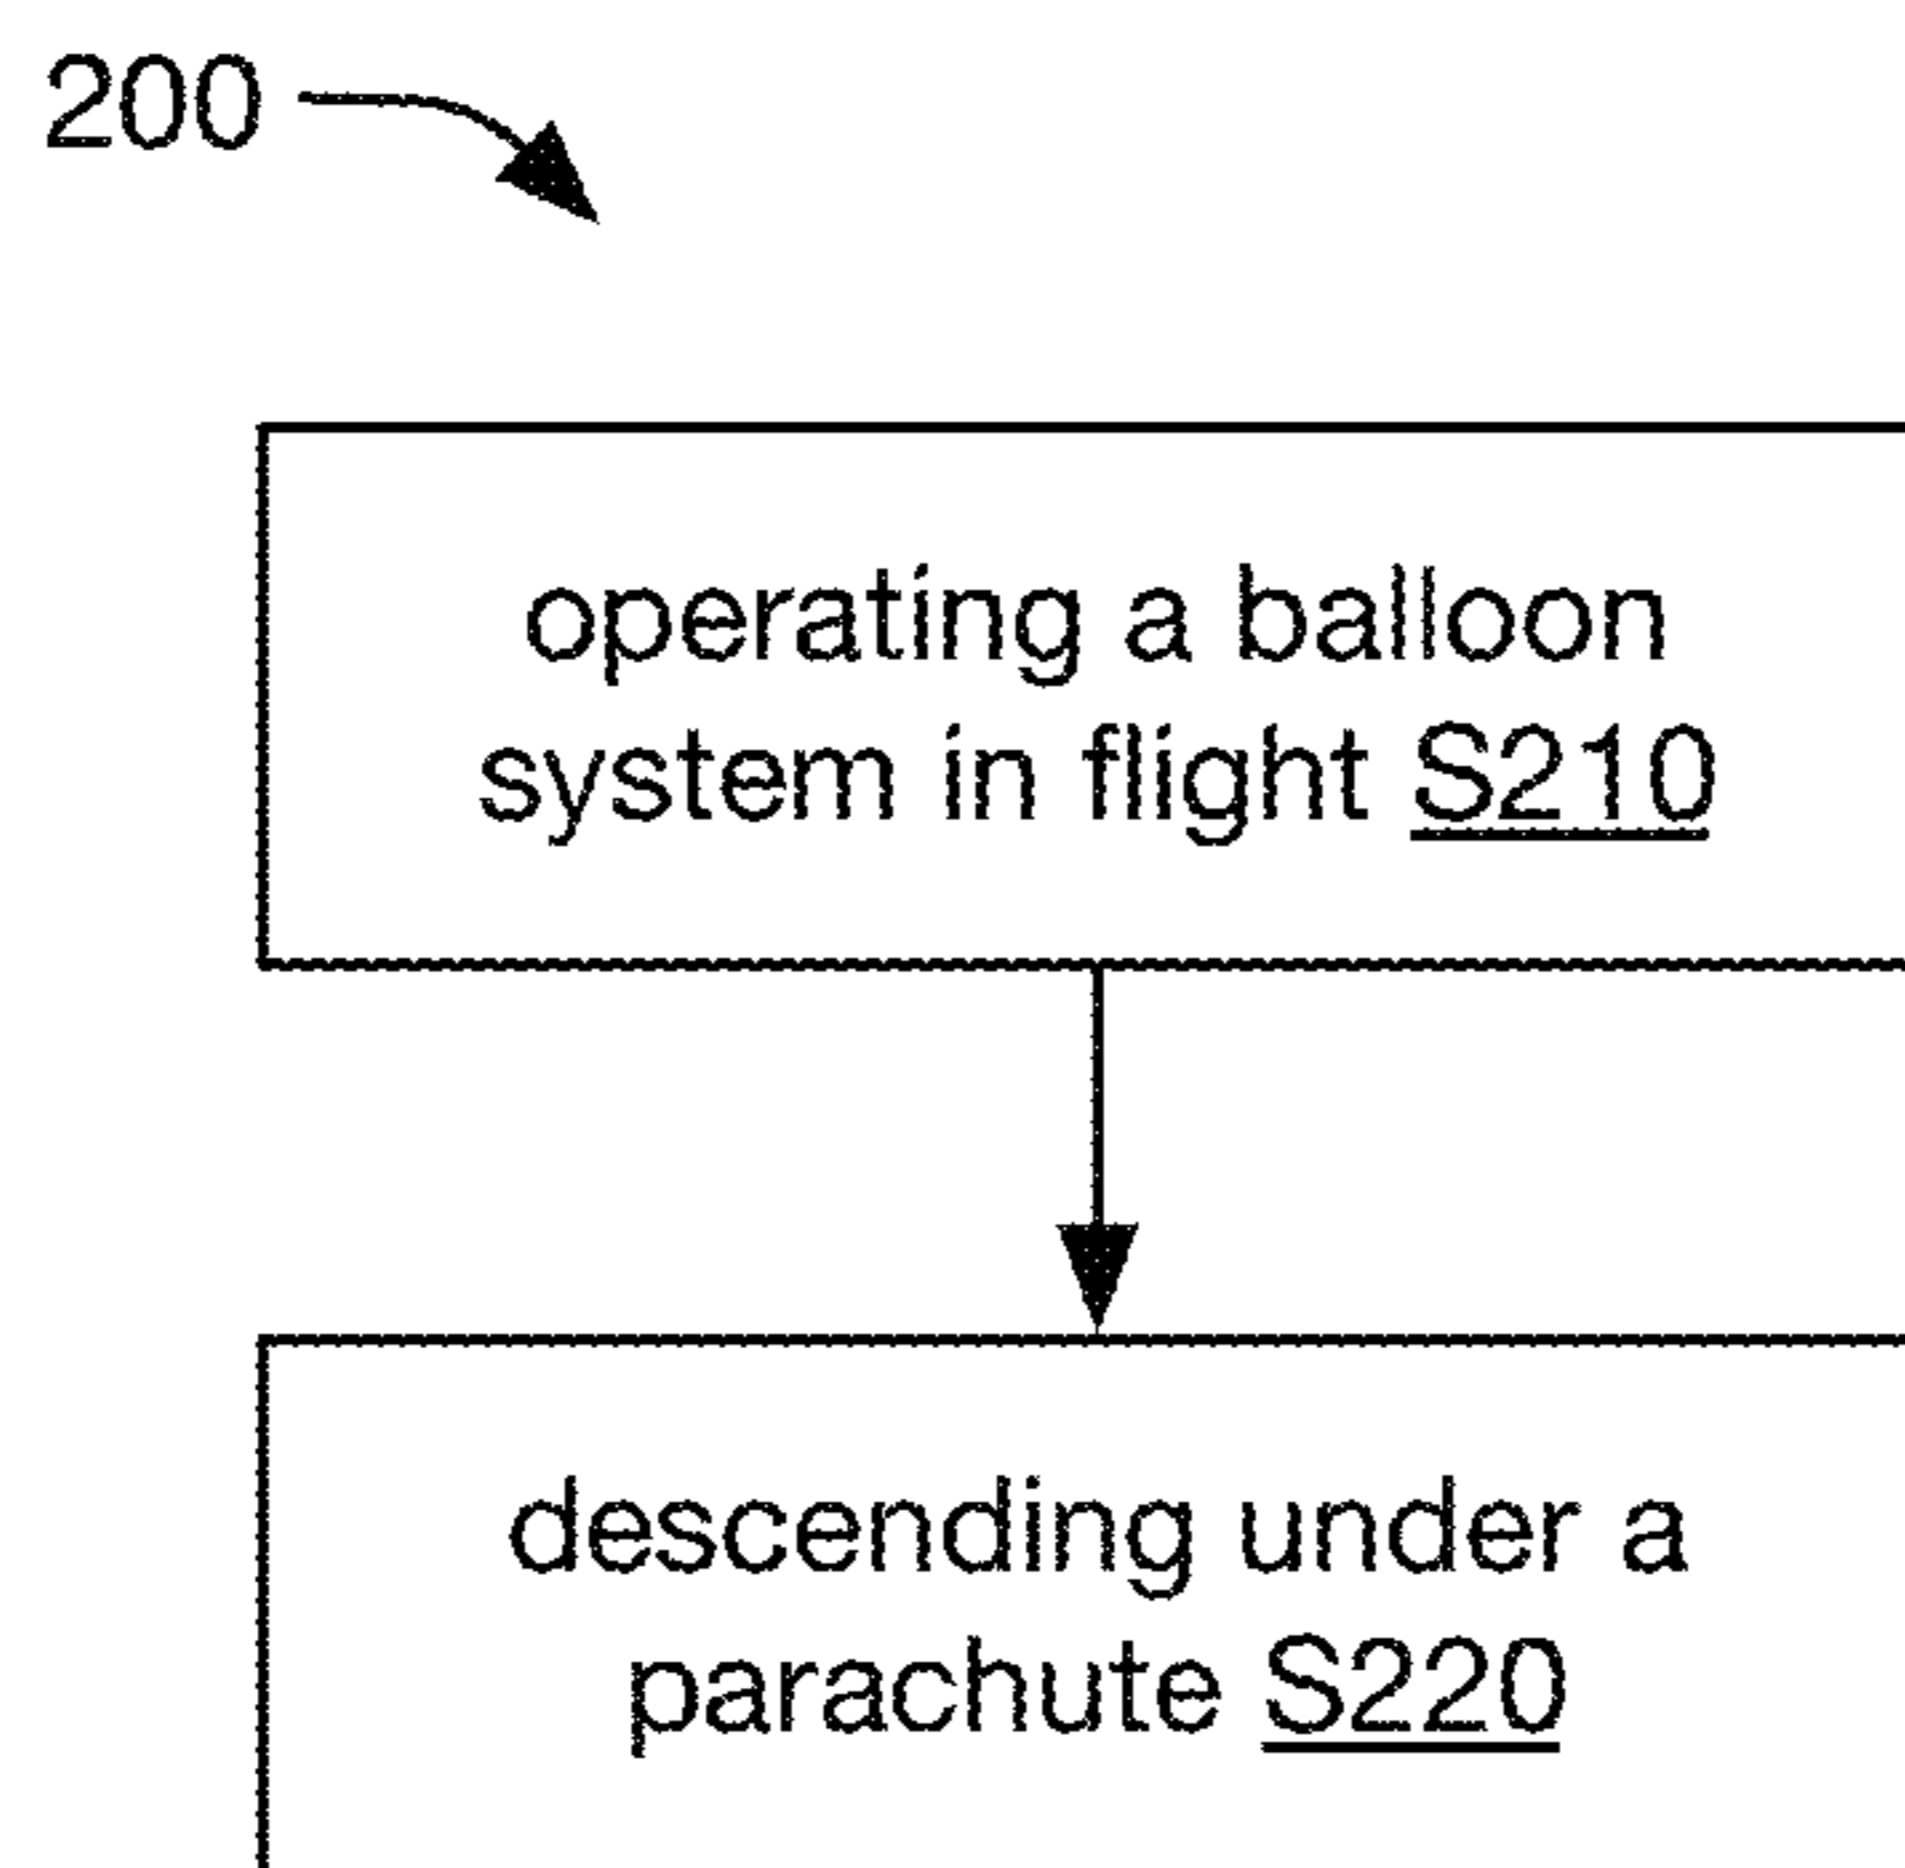 200
operating a balloon
system in flight S210
descending under a
parachute S220